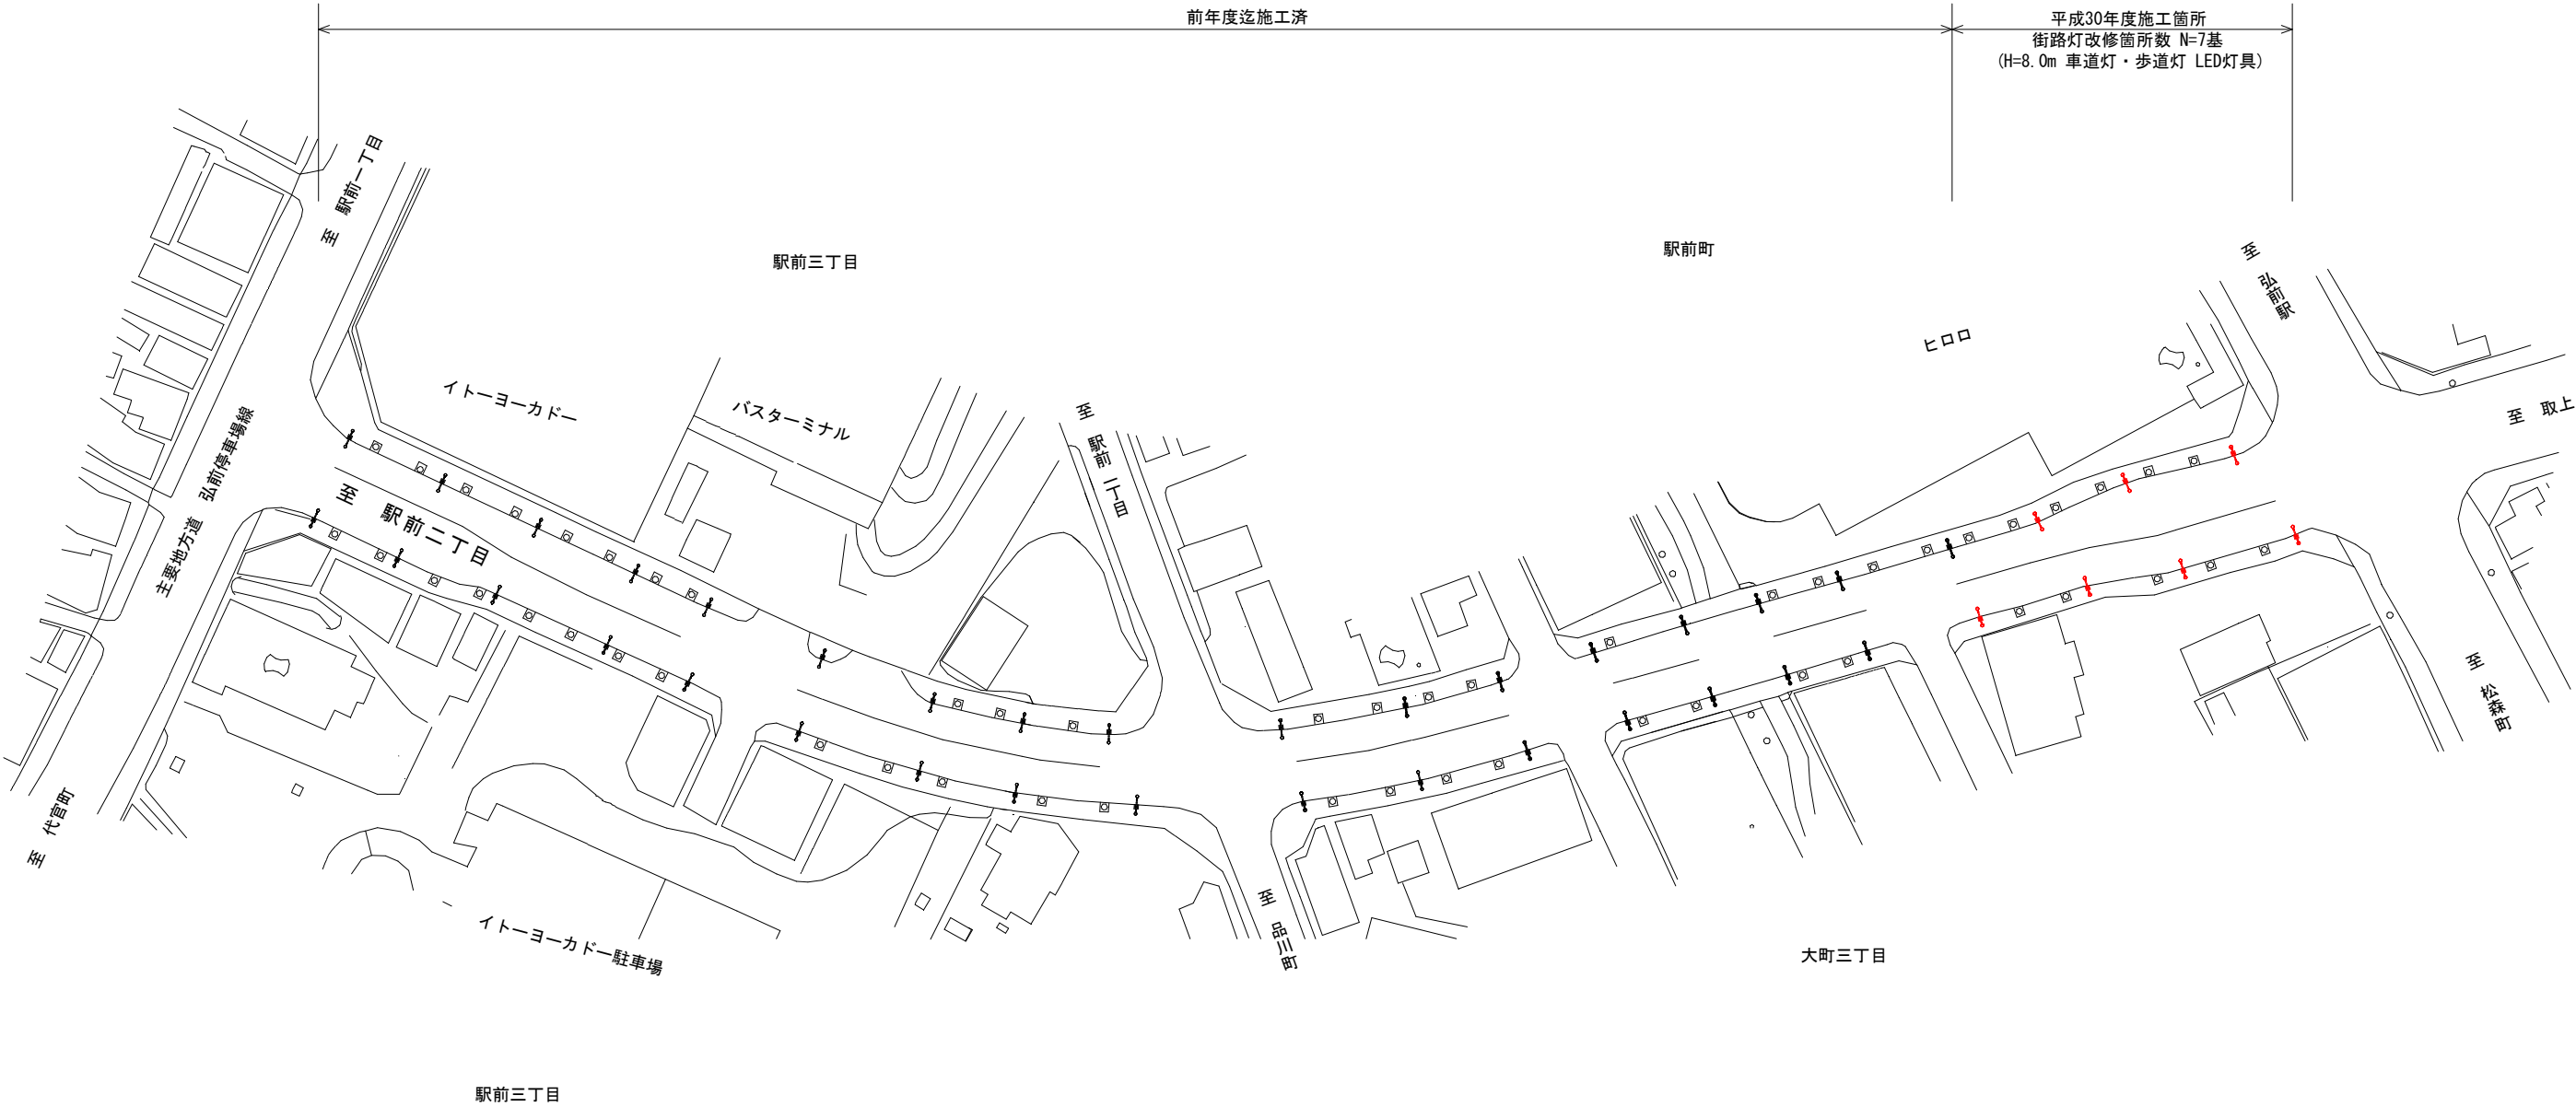 前年度迄施工済
平成30年度施工箇所
街路灯改修箇所数 N=7基
(H=8.0m 車道灯・歩道灯 LED灯具)
至 駅前一丁目
駅前三丁目
駅前町
至 弘前駅
ヒロロ
イトーヨーカドー
バスターミナル
至 駅前二丁目
至 取上
主要地方道 弘前停車場線
至 駅前二丁目
至 松森町
至 代官町
至 品川町
イトーヨーカドー駐車場
大町三丁目
駅前三丁目